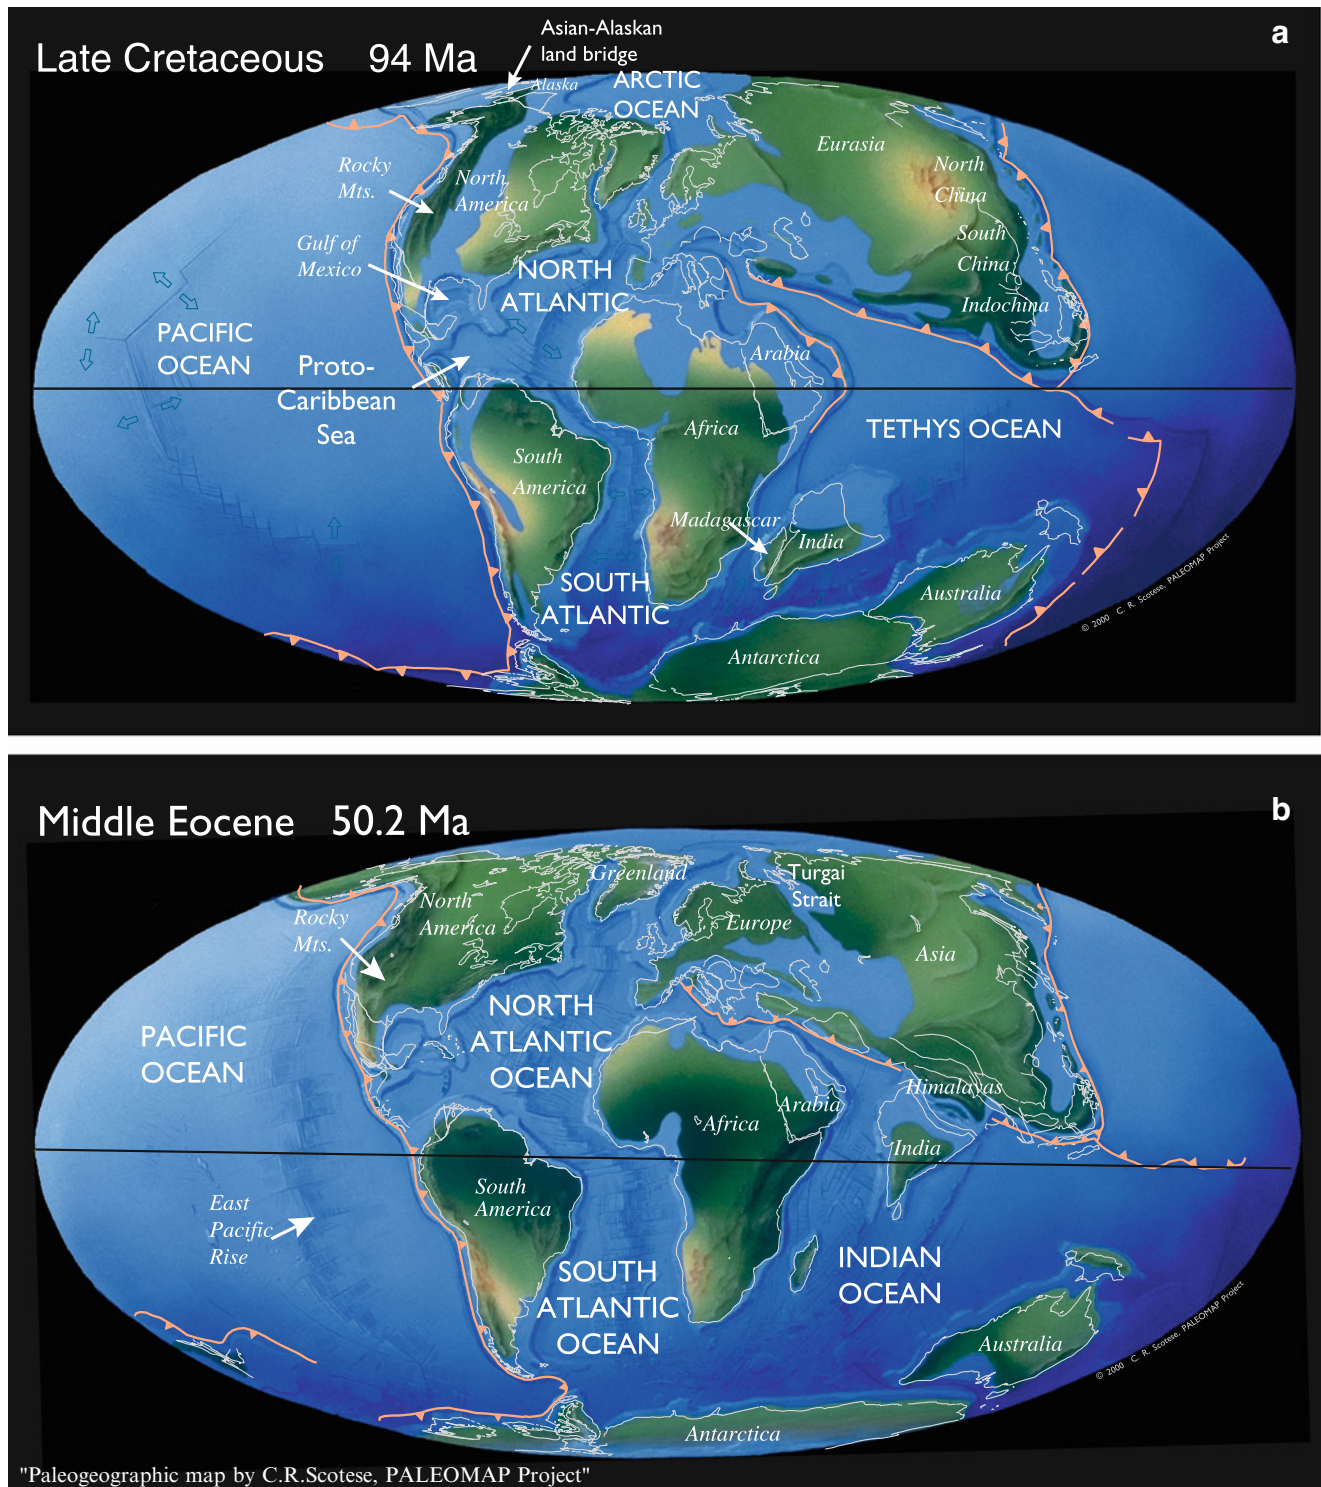 Late Cretaceous 94 Ma
Asian-Alaskan
land bridge
a
Alaska
ARCTIC
OCEAN
Eurasia
Rocky
Mts.
North
America
North
China
South
China
Gulf of
Mexico
NORTH
ATLANTIC
Indochina
PACIFIC
OCEAN
Arabia
Proto-
Caribbean
Sea
Africa
TETHYS OCEAN
South
America
Madagascar
India
SOUTH
ATLANTIC
Australia
Antarctica
© 2000 C. R. Scotese, PALEOMAP Project
Middle Eocene 50.2 Ma
b
Greenland
Turgai
Strait
North
America
Rocky
Mts.
Europe
Asia
NORTH
ATLANTIC
OCEAN
PACIFIC
OCEAN
Himalayas
Arabia
Africa
India
South
America
East
Pacific
Rise
INDIAN
OCEAN
SOUTH
ATLANTIC
OCEAN
Australia
© 2000 C. R. Scotese, PALEOMAP Project
Antarctica
"Paleogeographic map by C.R.Scotese, PALEOMAP Project"